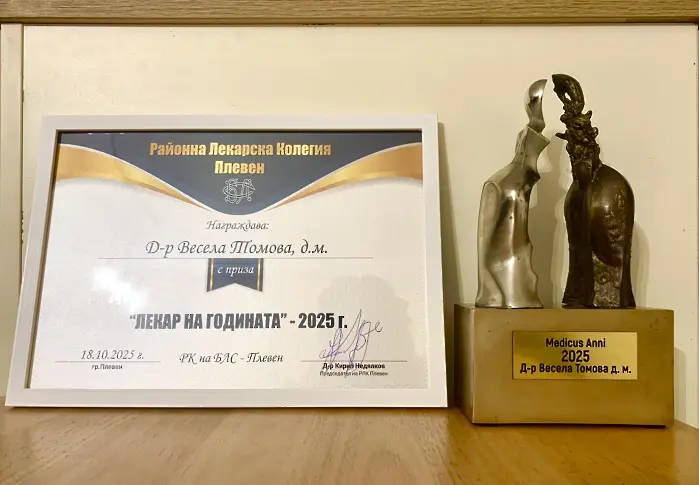 Районна Лекарска Колегия
Плевен
Награждава:
Д-р Весела Томова, д.м.
с приза
"ЛЕКАР НА ГОДИНАТА" - 2025 г.
18.10.2025 г.
гр.Плевен
РК на БЛС - Плевен
Д-р Кирил Недялков
Председател на РЛК Плевен
Medicus Anni
2025
Д-р Весела Томова д. м.